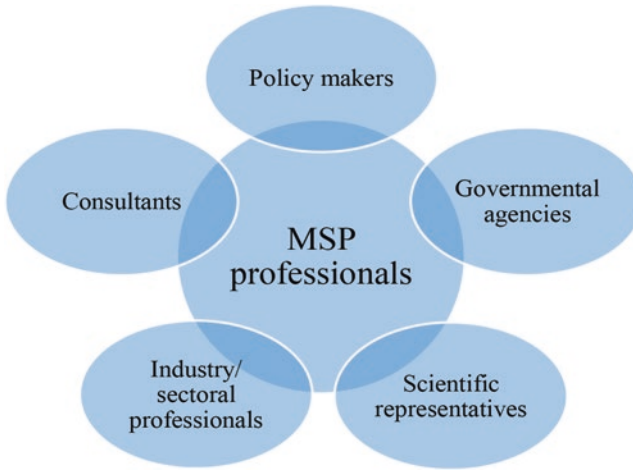 Policy makers
Consultants
Governmental
agencies
MSP
professionals
Industry/
sectoral
professionals
Scientific
representatives